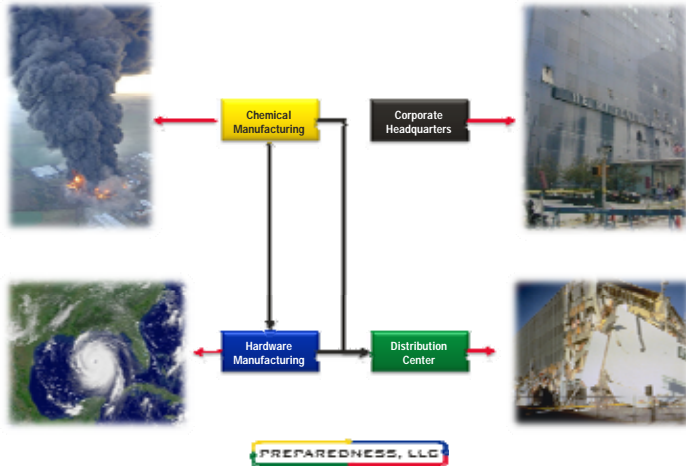 Chemical
Manufacturing
Corporate
Headquarters
Hardware
Manufacturing
Distribution
Center
PREPAREDNESS, LLC